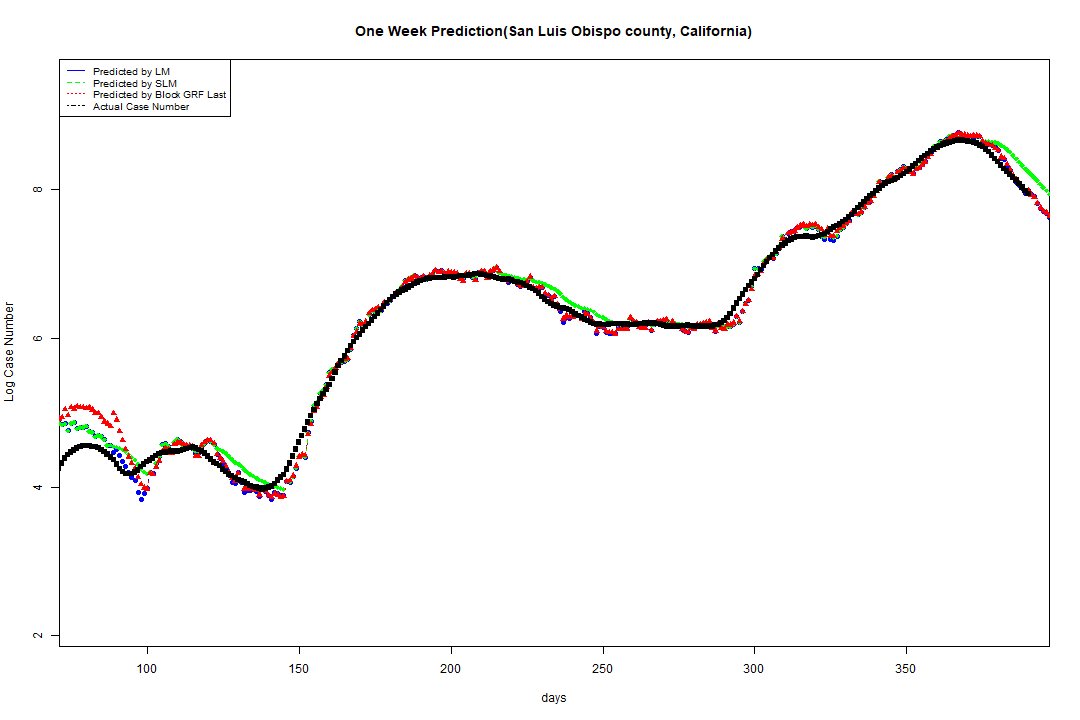 One Week Prediction(San Luis Obispo county, California)
Predicted by LM
Predicted by SLM
Predicted by Block GRF Last
Actual Case Number
Log Case Number
8
6
4
2
100 150 200 250 300 350
days